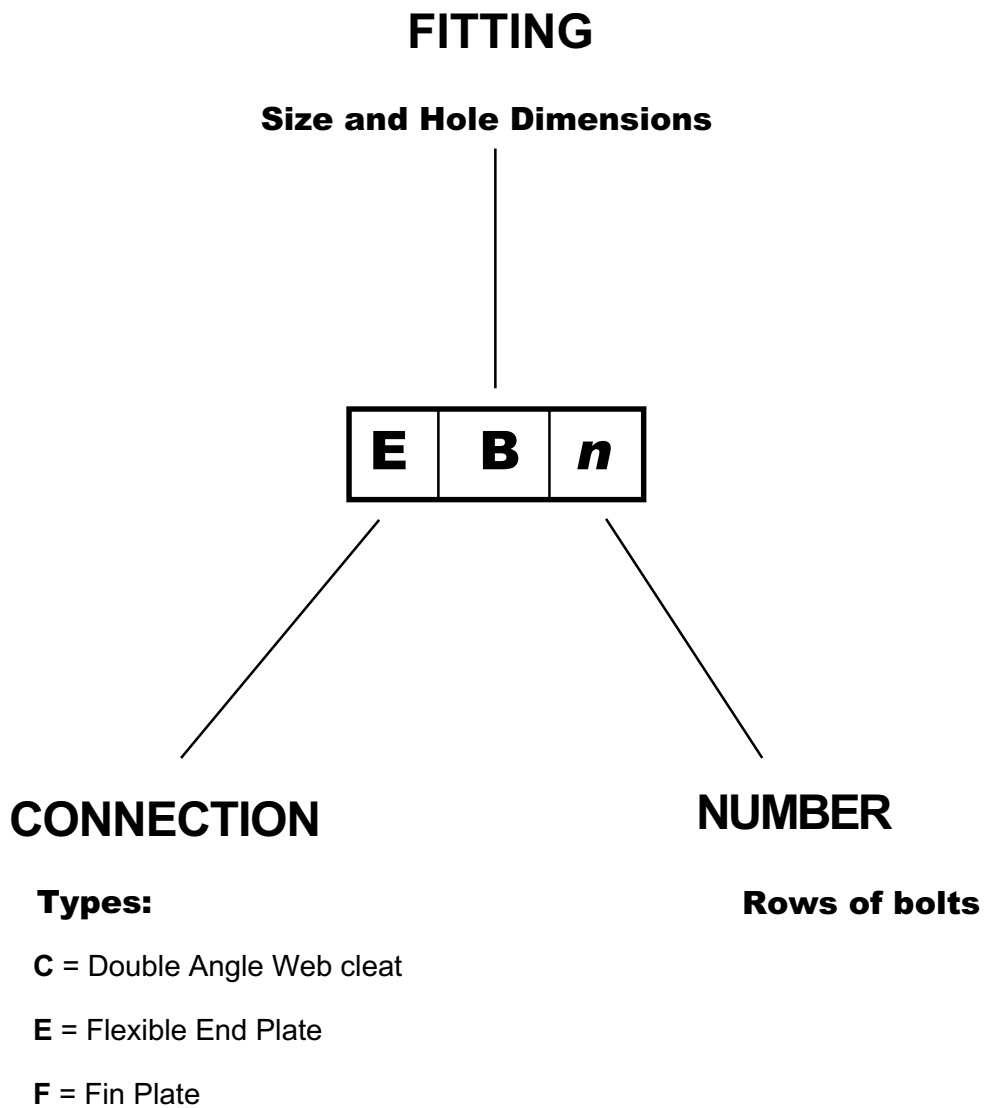 FITTING
Size and Hole Dimensions
E B n
CONNECTION
NUMBER
Types:
Rows of bolts
C = Double Angle Web cleat
E = Flexible End Plate
F = Fin Plate